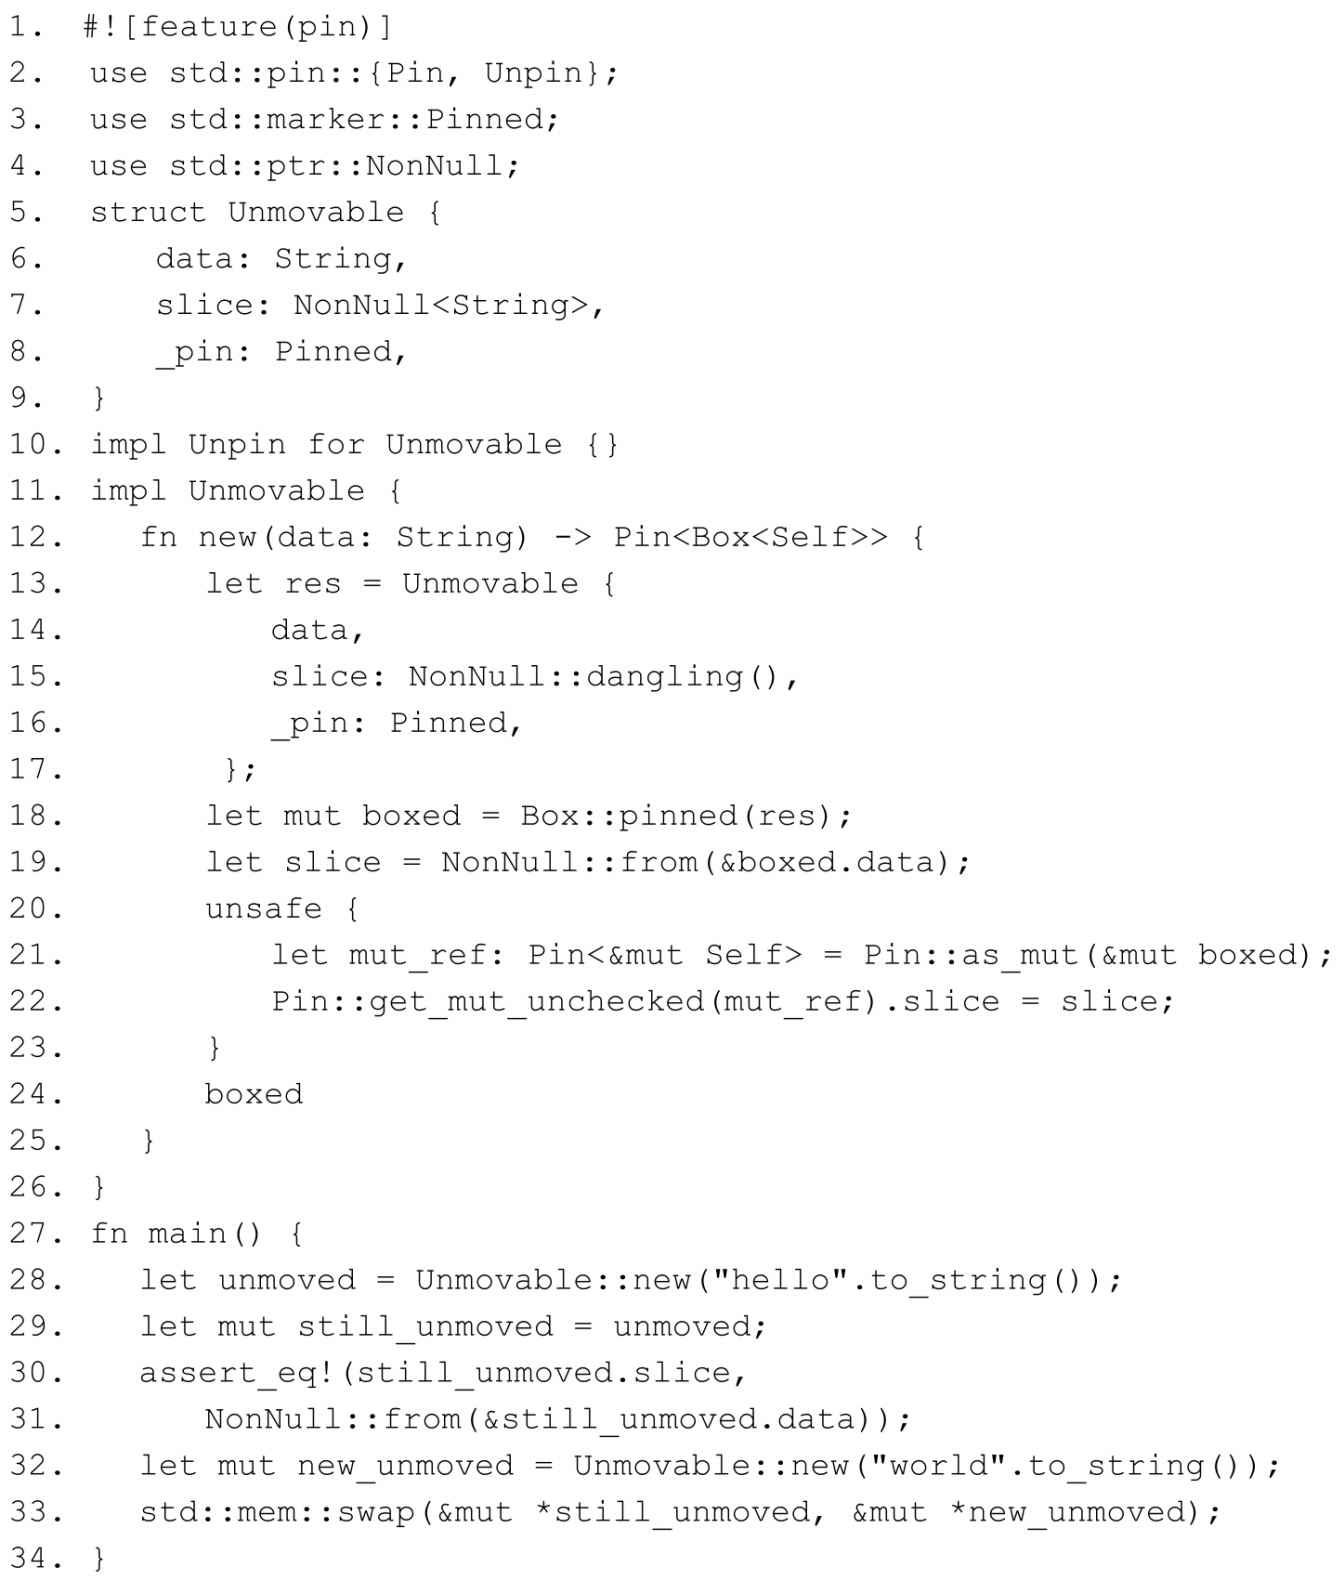 1. #![feature(pin)]
2. use std::pin::{Pin, Unpin};
3. use std::marker::Pinned;
4. use std::ptr::NonNull;
5. struct Unmovable {
6. data: String,
7. slice: NonNull<String>,
8. _pin: Pinned,
9. }
10. impl Unpin for Unmovable {}
11. impl Unmovable {
12. fn new(data: String) -> Pin<Box<Self>> {
13. let res = Unmovable {
14. data,
15. slice: NonNull::dangling(),
16. _pin: Pinned,
17. };
18. let mut boxed = Box::pinned(res);
19. let slice = NonNull::from(&boxed.data);
20. unsafe {
21. let mut_ref: Pin<&mut Self> = Pin::as_mut(&mut boxed);
22. Pin::get_mut_unchecked(mut_ref).slice = slice;
23. }
24. boxed
25. }
26. }
27. fn main() {
28. let unmoved = Unmovable::new("hello".to_string());
29. let mut still_unmoved = unmoved;
30. assert_eq!(still_unmoved.slice,
31. NonNull::from(&still_unmoved.data));
32. let mut new_unmoved = Unmovable::new("world".to_string());
33. std::mem::swap(&mut *still_unmoved, &mut *new_unmoved);
34. }